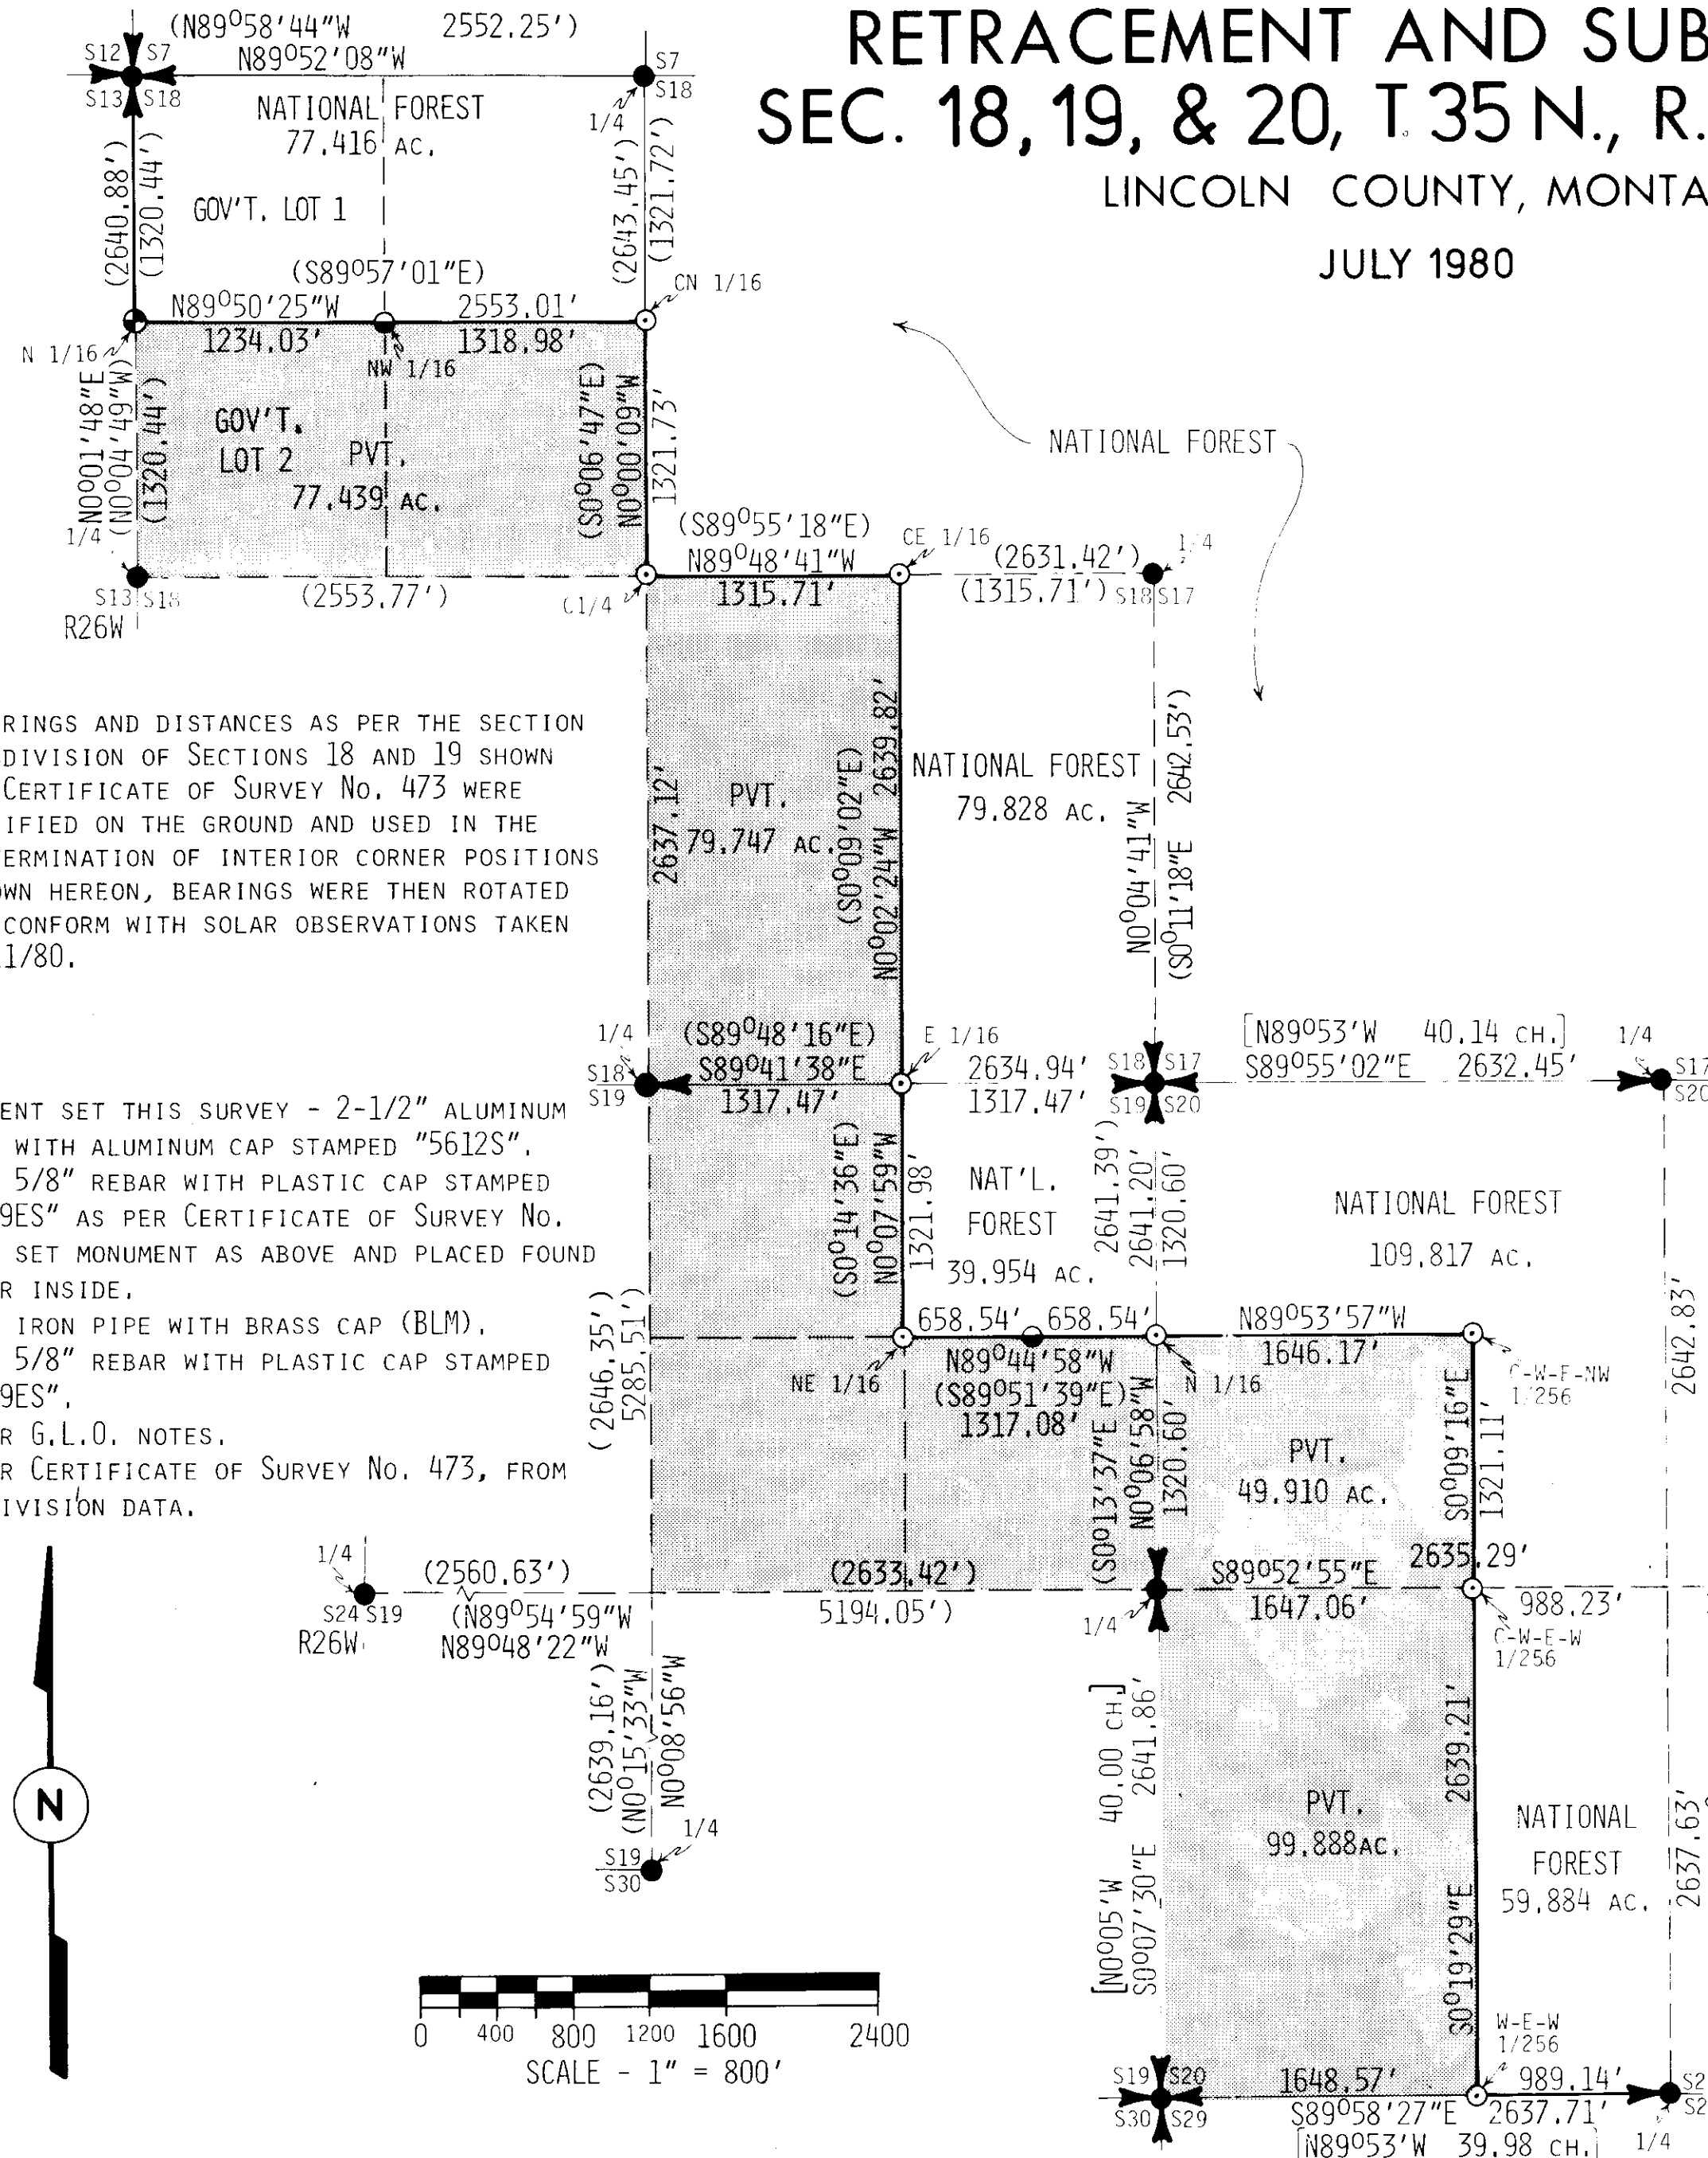 RETRACEMENT AND SUB
SEC. 18, 19, & 20, T. 35 N., R.
LINCOLN COUNTY, MONTA
JULY 1980
(N89°58'44"W 2552.25')
N89°52'08"W
S12 S7
S13 S18
S7
S18
1/4
NATIONAL FOREST
77.416 AC.
GOV'T. LOT 1
(2640.88')
(1320.44')
(2643.45')
(1321.72')
(S89°57'01"E)
N89°50'25"W 2553.01'
1234.03' 1318.98'
CN 1/16
N 1/16
NW 1/16
N0°01'48"E
(N0°04'49"W)
(1320.44')
GOV'T.
LOT 2 PVT.
77.439 AC.
(S0°06'47"E)
N0°00'09"W
1321.73'
NATIONAL FOREST
1/4
S13 S18
R26W
(2553.77')
C1/4
(S89°55'18"E)
N89°48'41"W
1315.71'
CE 1/16
(2631.42')
(1315.71')
1/4
S18 S17
RINGS AND DISTANCES AS PER THE SECTION
DIVISION OF SECTIONS 18 AND 19 SHOWN
CERTIFICATE OF SURVEY NO. 473 WERE
IFIED ON THE GROUND AND USED IN THE
ERMINATION OF INTERIOR CORNER POSITIONS
OWN HEREON, BEARINGS WERE THEN ROTATED
CONFORM WITH SOLAR OBSERVATIONS TAKEN
11/80.
2637.12"
PVT.
79.747 AC.
(S0°09'02"E)
N0°02'24"W 2639.82'
NATIONAL FOREST
79.828 AC.
N0°04'41"W
(S0°11'18"E 2642.53')
1/4
S18
S19
(S89°48'16"E)
S89°41'38"E
1317.47'
E 1/16
2634.94'
1317.47'
S18 S17
S19 S20
[N89°53'W 40.14 CH.]
S89°55'02"E 2632.45'
1/4
S17
S20
ENT SET THIS SURVEY - 2-1/2" ALUMINUM
WITH ALUMINUM CAP STAMPED "5612S".
5/8" REBAR WITH PLASTIC CAP STAMPED
9ES" AS PER CERTIFICATE OF SURVEY NO.
SET MONUMENT AS ABOVE AND PLACED FOUND
R INSIDE.
IRON PIPE WITH BRASS CAP (BLM).
5/8" REBAR WITH PLASTIC CAP STAMPED
9ES".
R G.L.O. NOTES.
R CERTIFICATE OF SURVEY NO. 473, FROM
IVISION DATA.
(S0°14'36"E)
N0°07'59"W
1321.98'
NAT'L.
FOREST
39.954 AC.
2641.39')
2641.20'
1320.60'
NATIONAL FOREST
109.817 AC.
(2646.35')
5285.51')
2642.83'
658.54' 658.54'
N89°44'58"W
(S89°51'39"E)
1317.08'
NE 1/16
N 1/16
N89°53'57"W
1646.17'
C-W-E-NW
1/256
(S0°13'37"E
N0°06'58"W
1320.60'
PVT.
49.910 AC.
S0°09'16"E
1321.11'
1/4
S24 S19
R26W
(2560.63')
(N89°54'59"W
N89°48'22"W
(2633.42')
5194.05')
1/4
S89°52'55"E 2635.29'
1647.06'
988.23'
C-W-E-W
1/256
(2639.16')
(N0°15'33"W
N0°08'56"W
1/4
S19
S30
[N0°05'W 40.00 CH.]
S0°07'30"E 2641.86'
PVT.
99.888AC.
2639.21'
S0°19'29"E
NATIONAL
FOREST
59.884 AC.
2637.63'
N
0 400 800 1200 1600 2400
SCALE - 1" = 800'
W-E-W
1/256
S19 S20
S30 S29
1648.57' 989.14'
S89°58'27"E 2637.71'
[N89°53'W 39.98 CH.]
1/4
S2
S2